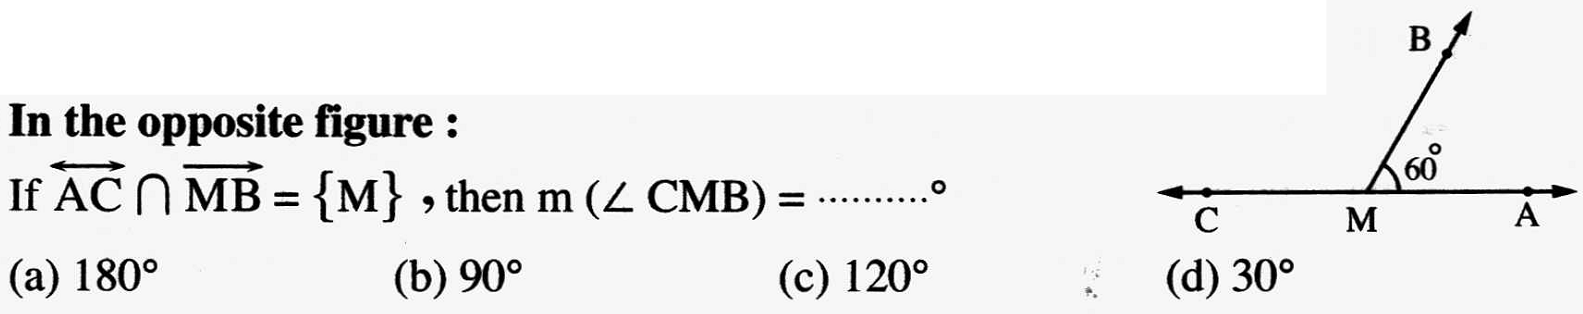 In the opposite figure :
If AC ∩ MB = {M} , then m (∠ CMB) = ..........°
(a) 180° (b) 90° (c) 120° (d) 30°
B
60°
C M A